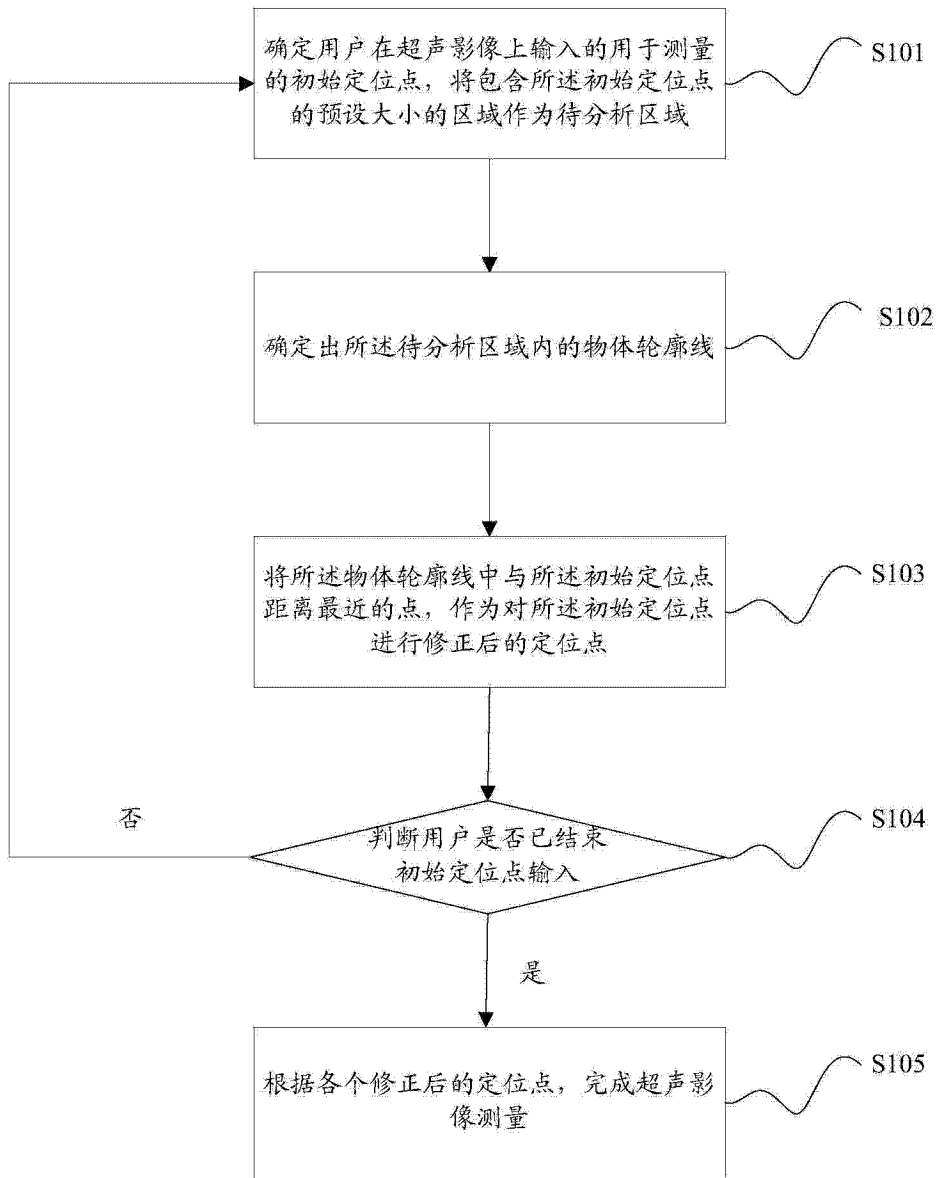 确定用户在超声影像上输入的用于测量
的初始定位点，将包含所述初始定位点
的预设大小的区域作为待分析区域
S101
确定出所述待分析区域内的物体轮廓线
S102
将所述物体轮廓线中与所述初始定位点
距离最近的点，作为对所述初始定位点
进行修正后的定位点
S103
判断用户是否已结束
初始定位点输入
S104
否
是
根据各个修正后的定位点，完成超声影
像测量
S105